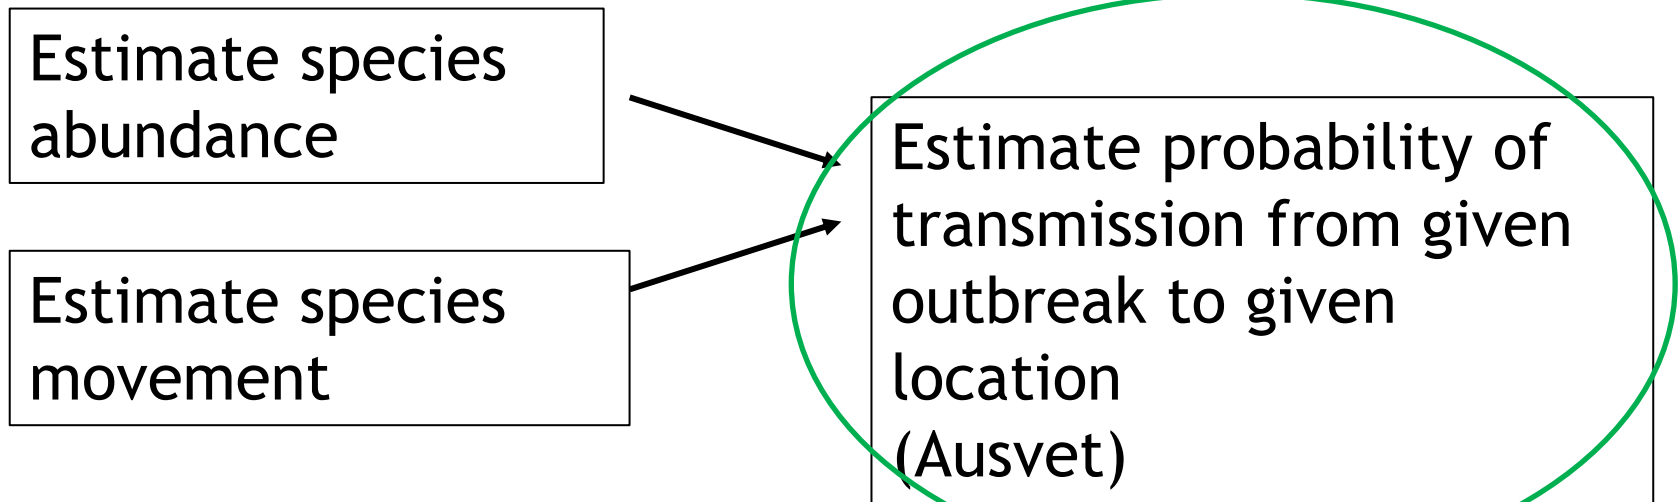 Estimate species
abundance
Estimate species
movement
Estimate probability of
transmission from given
outbreak to given
location
(Ausvet)